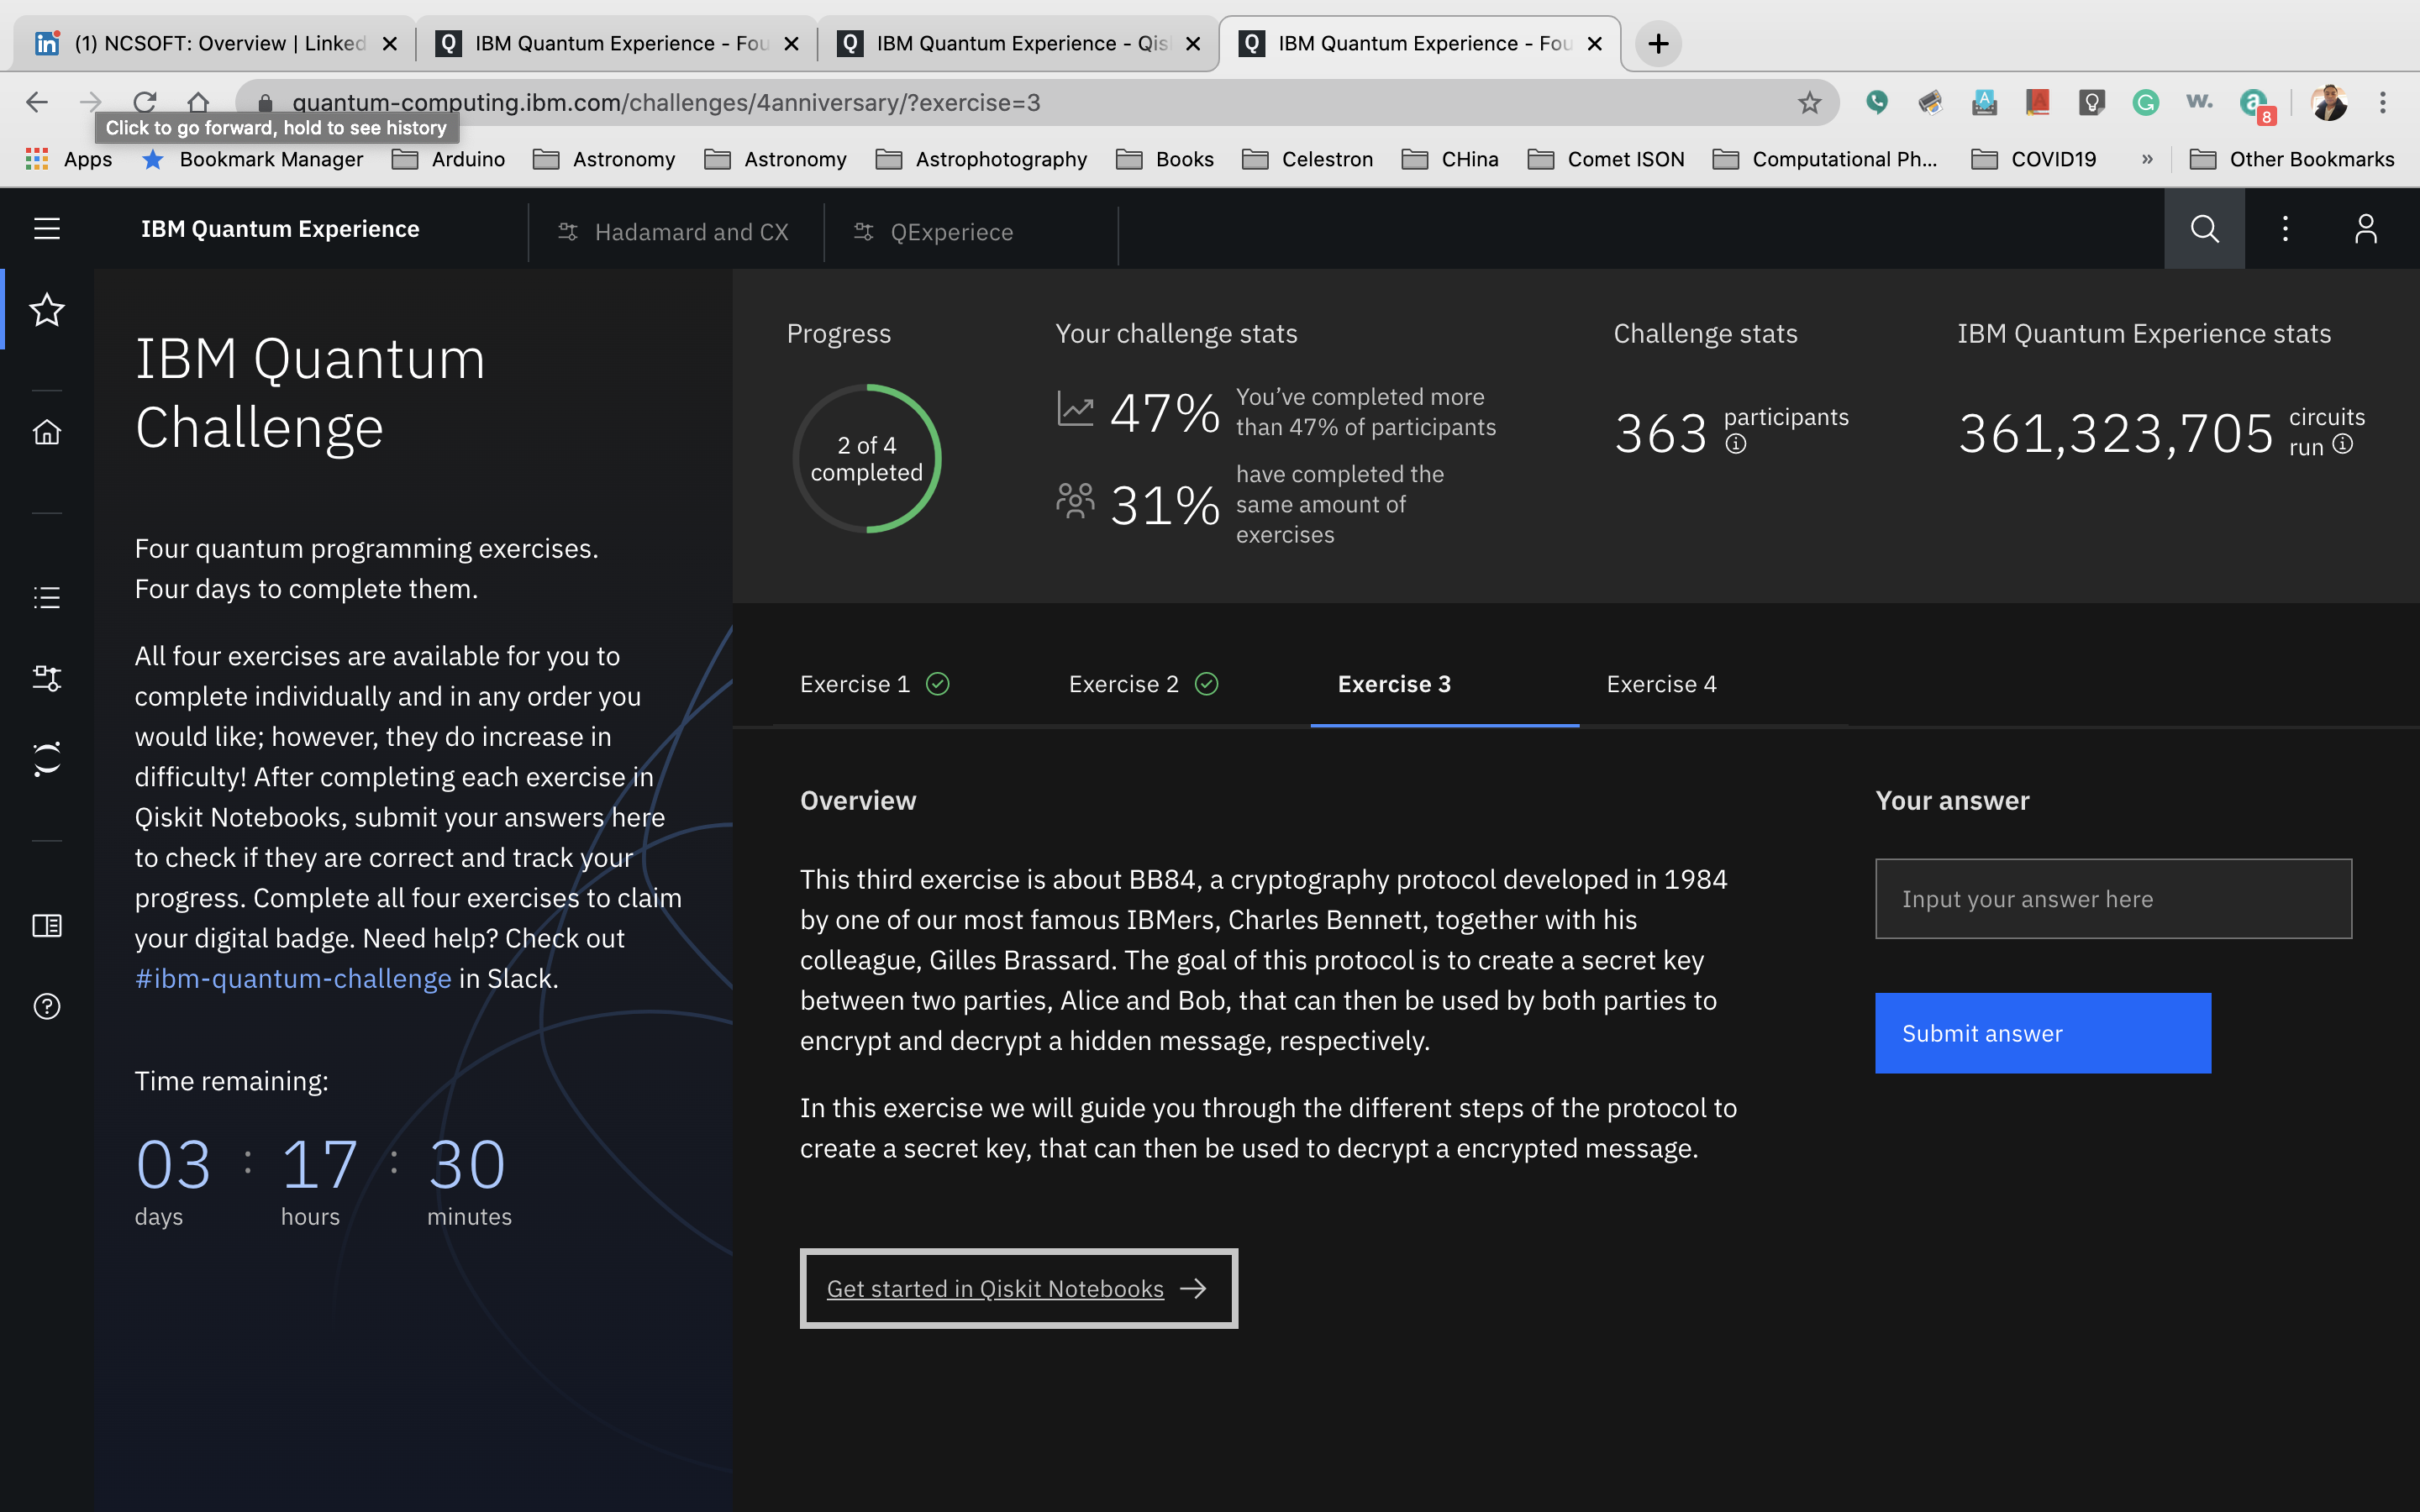 (1) NCSOFT: Overview | Linked
IBM Quantum Experience - Fou
IBM Quantum Experience - Qis
IBM Quantum Experience - Fou
quantum-computing.ibm.com/challenges/4anniversary/?exercise=3
8
Click to go forward, hold to see history
Apps
Bookmark Manager
Arduino
Astronomy
Astronomy
Astrophotography
Books
Celestron
CHina
Comet ISON
Computational Ph...
COVID19
»
Other Bookmarks
IBM Quantum Experience
Hadamard and CX
QExperiece
IBM Quantum
Challenge
Four quantum programming exercises.
Four days to complete them.
All four exercises are available for you to
complete individually and in any order you
would like; however, they do increase in
difficulty! After completing each exercise in
Qiskit Notebooks, submit your answers here
to check if they are correct and track your
progress. Complete all four exercises to claim
your digital badge. Need help? Check out
#ibm-quantum-challenge in Slack.
Time remaining:
03 : 17 : 30
days hours minutes
Progress
2 of 4
completed
Your challenge stats
47%
You’ve completed more
than 47% of participants
31%
have completed the
same amount of
exercises
Challenge stats
363 participants
IBM Quantum Experience stats
361,323,705 circuits
run
Exercise 1
Exercise 2
Exercise 3
Exercise 4
Overview
This third exercise is about BB84, a cryptography protocol developed in 1984
by one of our most famous IBMers, Charles Bennett, together with his
colleague, Gilles Brassard. The goal of this protocol is to create a secret key
between two parties, Alice and Bob, that can then be used by both parties to
encrypt and decrypt a hidden message, respectively.
In this exercise we will guide you through the different steps of the protocol to
create a secret key, that can then be used to decrypt a encrypted message.
Get started in Qiskit Notebooks
Your answer
Input your answer here
Submit answer